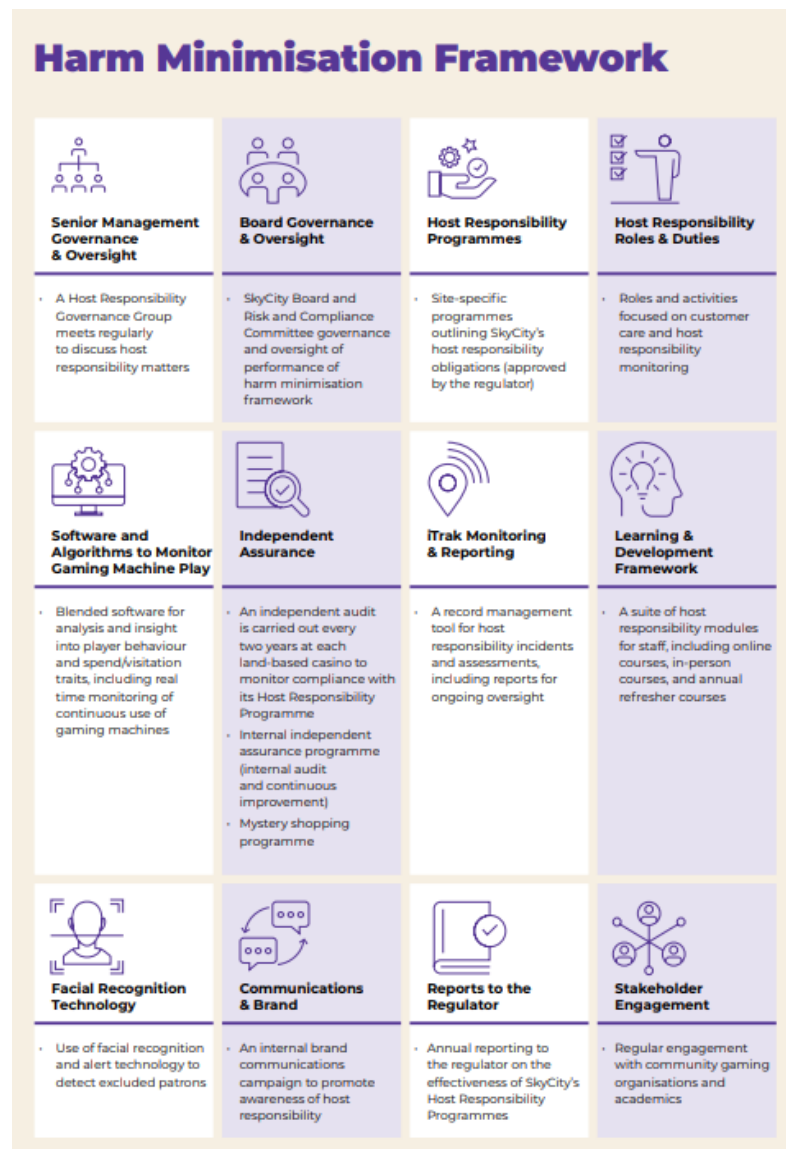 Harm Minimisation Framework
Senior Management
Governance
& Oversight
• A Host Responsibility
Governance Group
meets regularly
to discuss host
responsibility matters
Board Governance
& Oversight
• SkyCity Board and
Risk and Compliance
Committee governance
and oversight of
performance of
harm minimisation
framework
Host Responsibility
Programmes
• Site-specific
programmes
outlining SkyCity's
host responsibility
obligations (approved
by the regulator)
Host Responsibility
Roles & Duties
• Roles and activities
focused on customer
care and host
responsibility
monitoring
Software and
Algorithms to Monitor
Gaming Machine Play
• Blended software for
analysis and insight
into player behaviour
and spend/visitation
traits, including real
time monitoring of
continuous use of
gaming machines
Independent
Assurance
• An independent audit
is carried out every
two years at each
land-based casino to
monitor compliance with
its Host Responsibility
Programme
• Internal independent
assurance programme
(internal audit
and continuous
improvement)
• Mystery shopping
programme
iTrak Monitoring
& Reporting
• A record management
tool for host
responsibility incidents
and assessments,
including reports for
ongoing oversight
Learning &
Development
Framework
• A suite of host
responsibility modules
for staff, including online
courses, in-person
courses, and annual
refresher courses
Facial Recognition
Technology
• Use of facial recognition
and alert technology to
detect excluded patrons
Communications
& Brand
• An internal brand
communications
campaign to promote
awareness of host
responsibility
Reports to the
Regulator
• Annual reporting to
the regulator on the
effectiveness of SkyCity's
Host Responsibility
Programmes
Stakeholder
Engagement
• Regular engagement
with community gaming
organisations and
academics